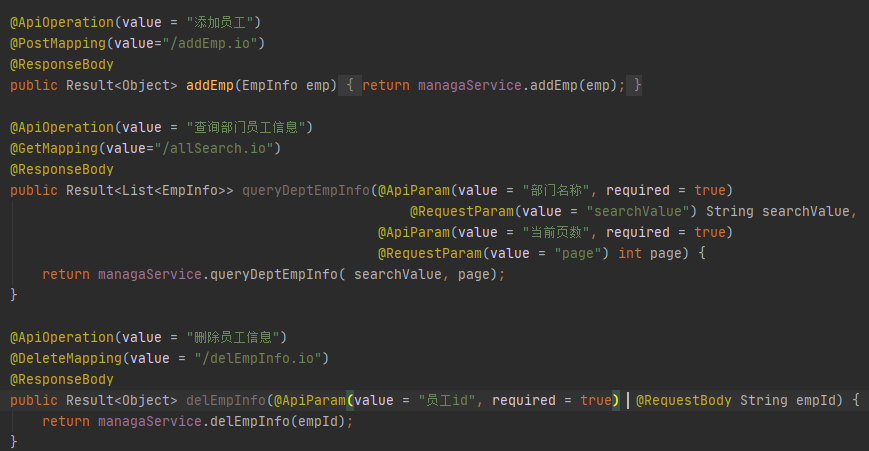 @ApiOperation(value = "添加员工")
@PostMapping(value="/addEmp.io")
@ResponseBody
public Result<Object> addEmp(EmpInfo emp) { return managaService.addEmp(emp); }
@ApiOperation(value = "查询部门员工信息")
@GetMapping(value="/allSearch.io")
@ResponseBody
public Result<List<EmpInfo>> queryDeptEmpInfo(@ApiParam(value = "部门名称", required = true)
@RequestParam(value = "searchValue") String searchValue,
@ApiParam(value = "当前页数", required = true)
@RequestParam(value = "page") int page) {
return managaService.queryDeptEmpInfo( searchValue, page);
}
@ApiOperation(value = "删除员工信息")
@DeleteMapping(value = "/delEmpInfo.io")
@ResponseBody
public Result<Object> delEmpInfo(@ApiParam(value = "员工id", required = true) @RequestBody String empId) {
return managaService.delEmpInfo(empId);
}